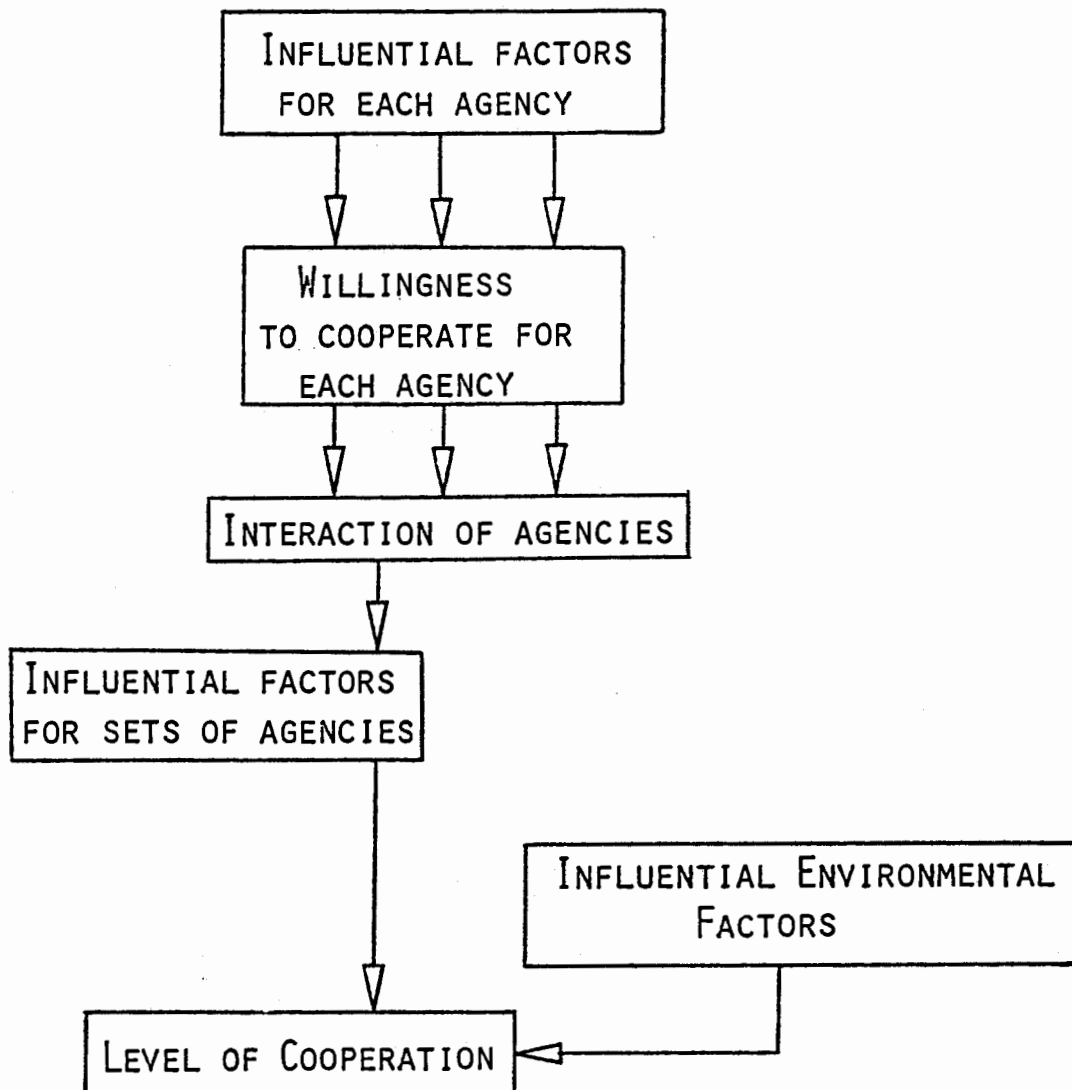 INFLUENTIAL FACTORS
FOR EACH AGENCY
WILLINGNESS
TO COOPERATE FOR
EACH AGENCY
INTERACTION OF AGENCIES
INFLUENTIAL FACTORS
FOR SETS OF AGENCIES
INFLUENTIAL ENVIRONMENTAL
FACTORS
LEVEL OF COOPERATION